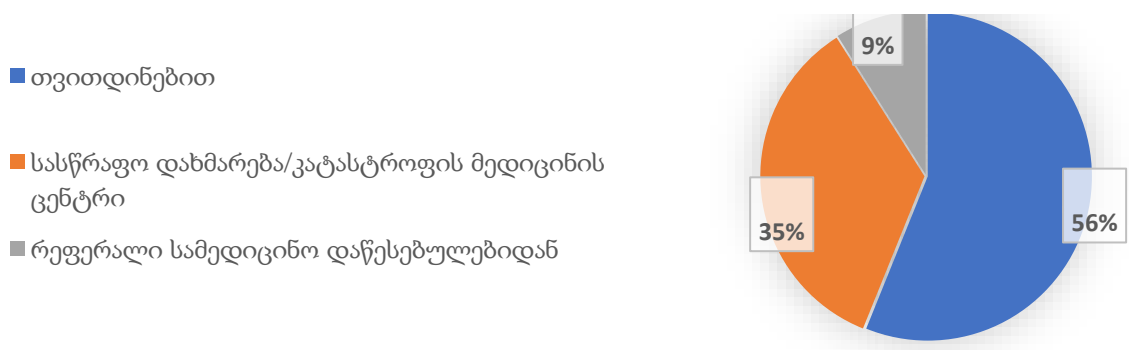 თვითდინებით
სასწრაფო დახმარება/კატასტროფის მედიცინის
ცენტრი
რეფერალი სამედიცინო დაწესებულებიდან
9%
35%
56%